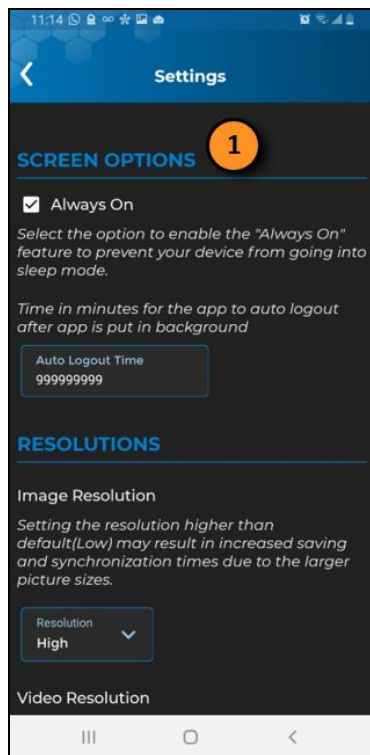 11:14
Settings
1
SCREEN OPTIONS
Always On
Select the option to enable the "Always On"
feature to prevent your device from going into
sleep mode.
Time in minutes for the app to auto logout
after app is put in background
Auto Logout Time
999999999
RESOLUTIONS
Image Resolution
Setting the resolution higher than
default(Low) may result in increased saving
and synchronization times due to the larger
picture sizes.
Resolution
High
Video Resolution